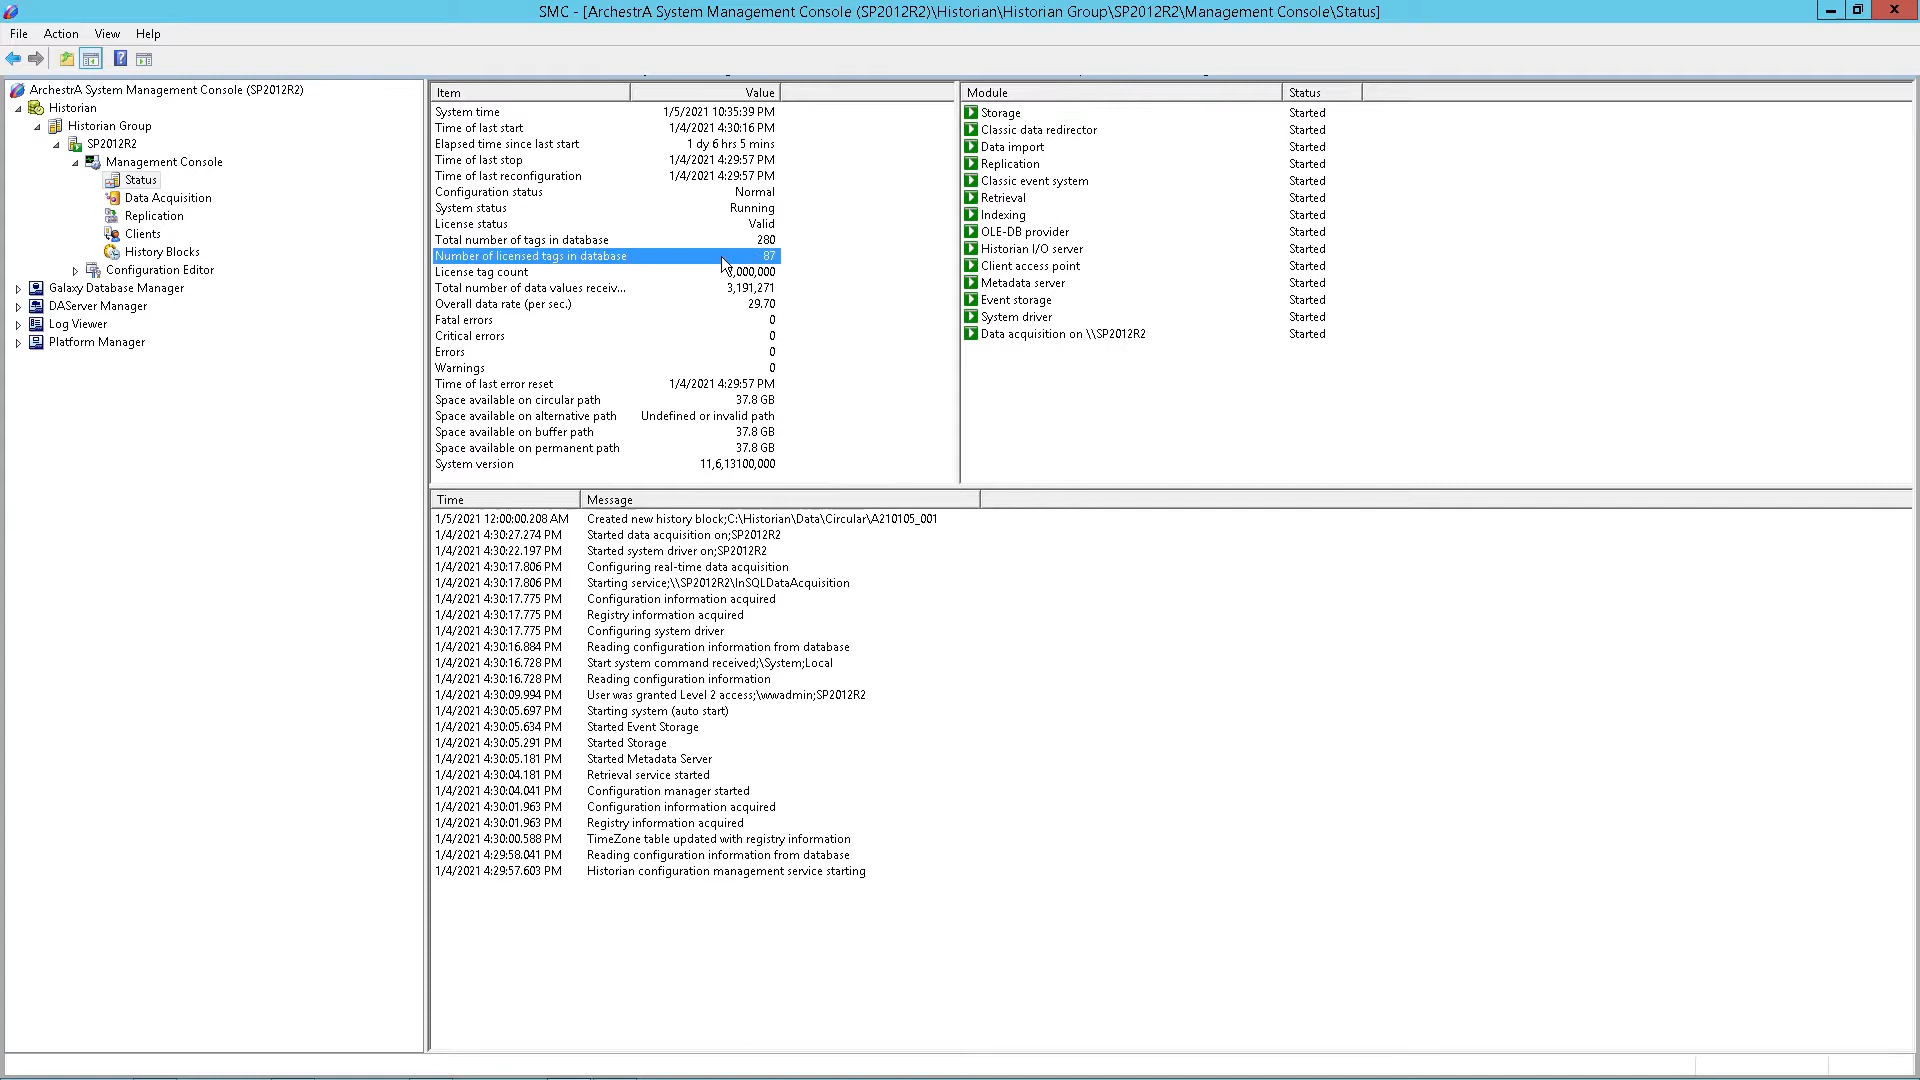 SMC - [ArchestrA System Management Console (SP2012R2)\Historian\Historian Group\SP2012R2\Management Console\Status]
File Action View Help
ArchestrA System Management Console (SP2012R2)
Historian
Historian Group
SP2012R2
Management Console
Status
Data Acquisition
Replication
Clients
History Blocks
Configuration Editor
Galaxy Database Manager
DAServer Manager
Log Viewer
Platform Manager
Item Value
System time 1/5/2021 10:35:39 PM
Time of last start 1/4/2021 4:30:16 PM
Elapsed time since last start 1 dy 6 hrs 5 mins
Time of last stop 1/4/2021 4:29:57 PM
Time of last reconfiguration 1/4/2021 4:29:57 PM
Configuration status Normal
System status Running
License status Valid
Total number of tags in database 280
Number of licensed tags in database 87
License tag count ,000,000
Total number of data values receiv... 3,191,271
Overall data rate (per sec.) 29.70
Fatal errors 0
Critical errors 0
Errors 0
Warnings 0
Time of last error reset 1/4/2021 4:29:57 PM
Space available on circular path 37.8 GB
Space available on alternative path Undefined or invalid path
Space available on buffer path 37.8 GB
Space available on permanent path 37.8 GB
System version 11,6,13100,000
Module Status
Storage Started
Classic data redirector Started
Data import Started
Replication Started
Classic event system Started
Retrieval Started
Indexing Started
OLE-DB provider Started
Historian I/O server Started
Client access point Started
Metadata server Started
Event storage Started
System driver Started
Data acquisition on \\SP2012R2 Started
Time Message
1/5/2021 12:00:00.208 AM Created new history block;C:\Historian\Data\Circular\A210105_001
1/4/2021 4:30:27.274 PM Started data acquisition on;SP2012R2
1/4/2021 4:30:22.197 PM Started system driver on;SP2012R2
1/4/2021 4:30:17.806 PM Configuring real-time data acquisition
1/4/2021 4:30:17.806 PM Starting service;\\SP2012R2\InSQLDataAcquisition
1/4/2021 4:30:17.775 PM Configuration information acquired
1/4/2021 4:30:17.775 PM Registry information acquired
1/4/2021 4:30:17.775 PM Configuring system driver
1/4/2021 4:30:16.884 PM Reading configuration information from database
1/4/2021 4:30:16.728 PM Start system command received;\System;Local
1/4/2021 4:30:16.728 PM Reading configuration information
1/4/2021 4:30:09.994 PM User was granted Level 2 access;\wwadmin;SP2012R2
1/4/2021 4:30:05.697 PM Starting system (auto start)
1/4/2021 4:30:05.634 PM Started Event Storage
1/4/2021 4:30:05.291 PM Started Storage
1/4/2021 4:30:05.181 PM Started Metadata Server
1/4/2021 4:30:04.181 PM Retrieval service started
1/4/2021 4:30:04.041 PM Configuration manager started
1/4/2021 4:30:01.963 PM Configuration information acquired
1/4/2021 4:30:01.963 PM Registry information acquired
1/4/2021 4:30:00.588 PM TimeZone table updated with registry information
1/4/2021 4:29:58.041 PM Reading configuration information from database
1/4/2021 4:29:57.603 PM Historian configuration management service starting